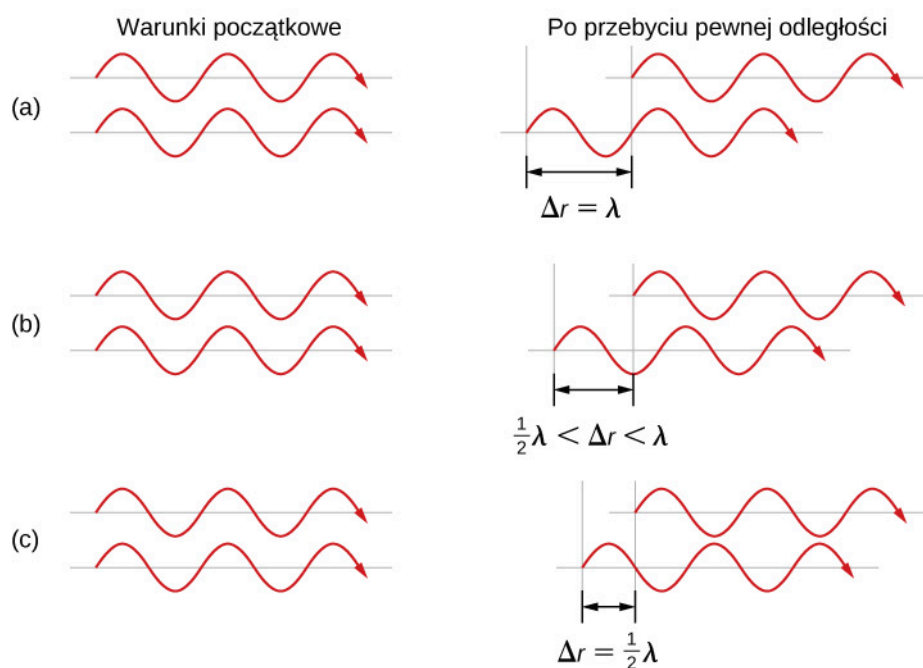 Warunki początkowe
Po przebyciu pewnej odległości
(a)
Δr = λ
(b)
½λ < Δr < λ
(c)
Δr = ½λ